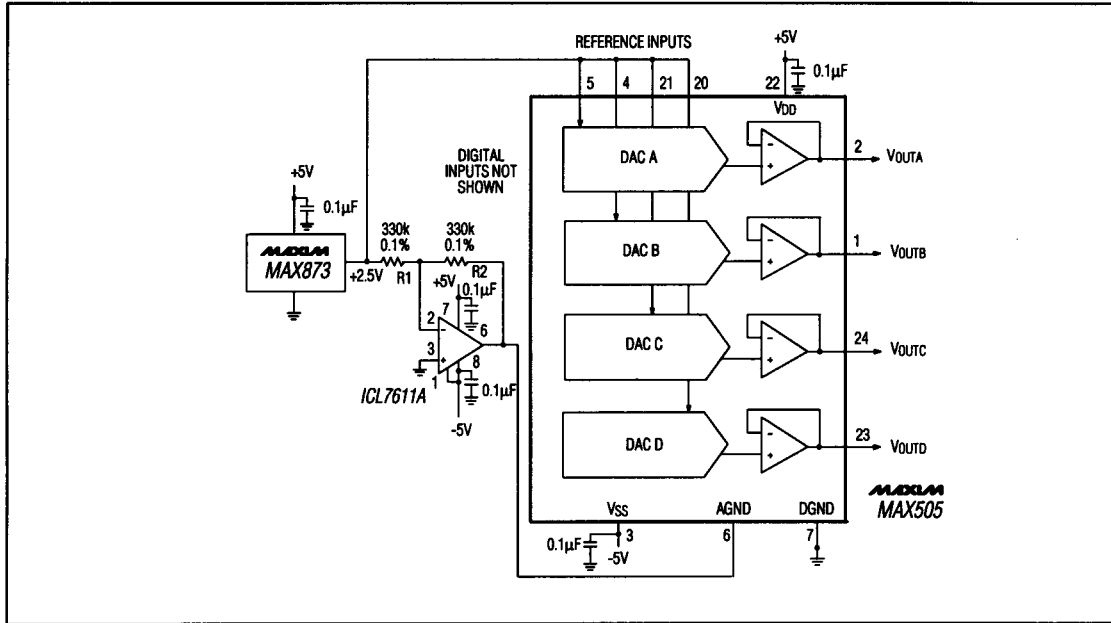 REFERENCE INPUTS
+5V
0.1µF
5
4
21
20
22
VDD
DIGITAL
INPUTS NOT
SHOWN
DAC A
2
VOUTA
+5V
0.1µF
MAXIM
MAX873
+2.5V
330k
0.1%
R1
330k
0.1%
R2
+5V
0.1µF
7
2
-
6
3
+
8
1
0.1µF
ICL7611A
-5V
-
+
DAC B
1
VOUTB
-
+
DAC C
24
VOUTC
-
+
DAC D
23
VOUTD
-
+
MAXIM
MAX505
VSS
AGND
DGND
0.1µF
3
-5V
6
7